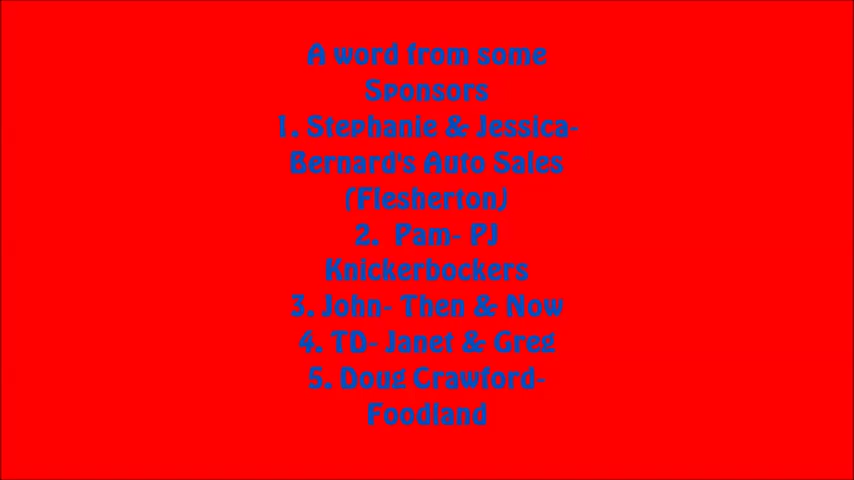 A word from some
Sponsors
1. Stephanie & Jessica-
Bernard's Auto Sales
(Flesherton)
2. Pam- PJ
Knickerbockers
3. John- Then & Now
4. TD- Janet & Greg
5. Doug Crawford-
Foodland